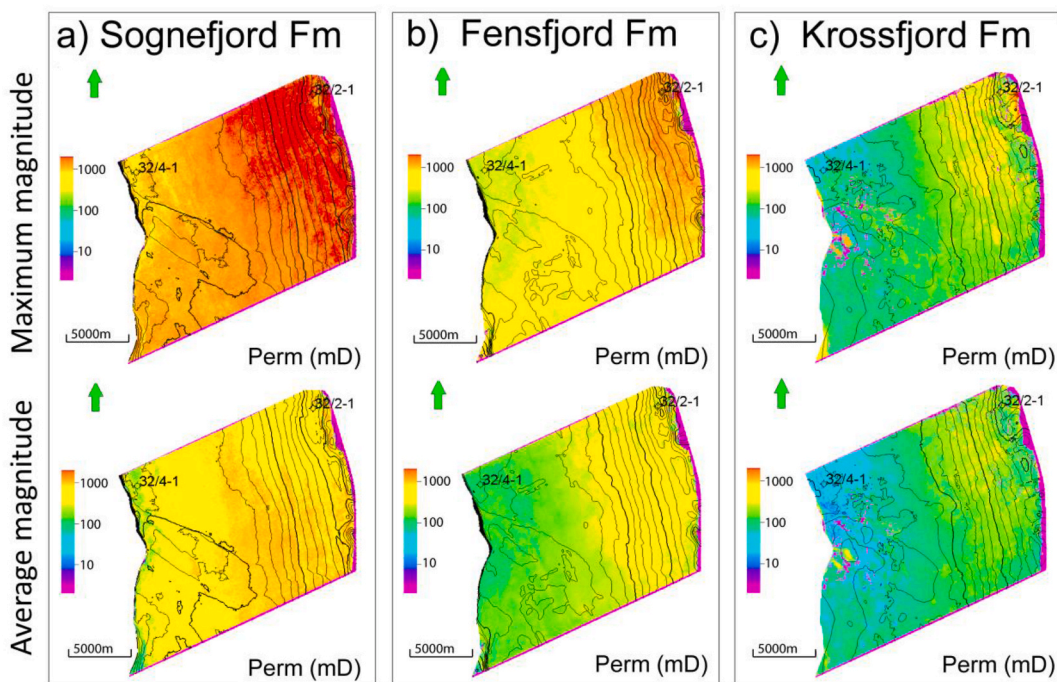 a) Sognefjord Fm
b) Fensfjord Fm
c) Krossfjord Fm
Maximum magnitude
32/2-1
32/4-1
1000
100
10
5000m
Perm (mD)
32/2-1
32/4-1
1000
100
10
5000m
Perm (mD)
32/2-1
32/4-1
1000
100
10
5000m
Perm (mD)
Average magnitude
32/2-1
32/4-1
1000
100
10
5000m
Perm (mD)
32/2-1
32/4-1
1000
100
10
5000m
Perm (mD)
32/2-1
32/4-1
1000
100
10
5000m
Perm (mD)